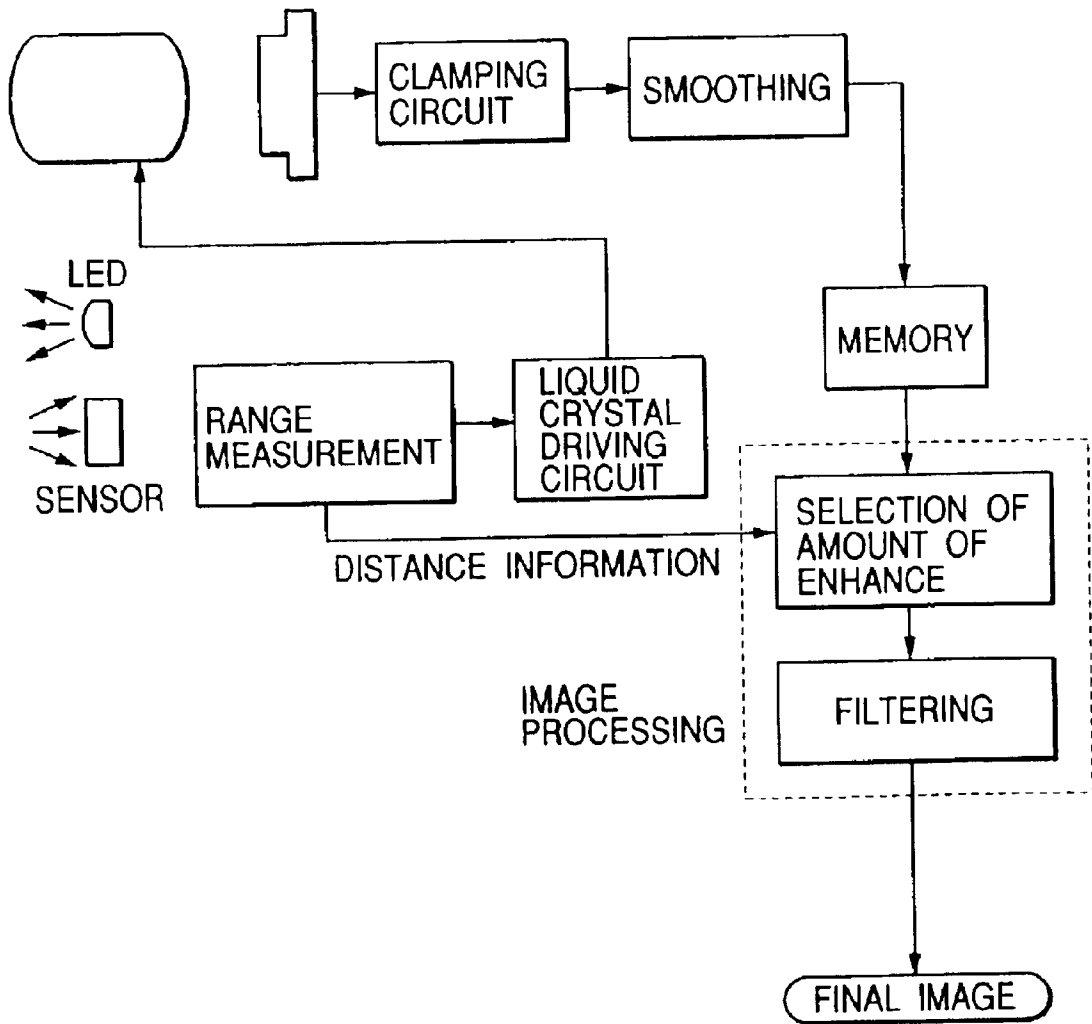 CLAMPING
CIRCUIT
SMOOTHING
LED
MEMORY
RANGE
MEASUREMENT
LIQUID
CRYSTAL
DRIVING
CIRCUIT
SENSOR
DISTANCE INFORMATION
SELECTION OF
AMOUNT OF
ENHANCE
IMAGE
PROCESSING
FILTERING
FINAL IMAGE